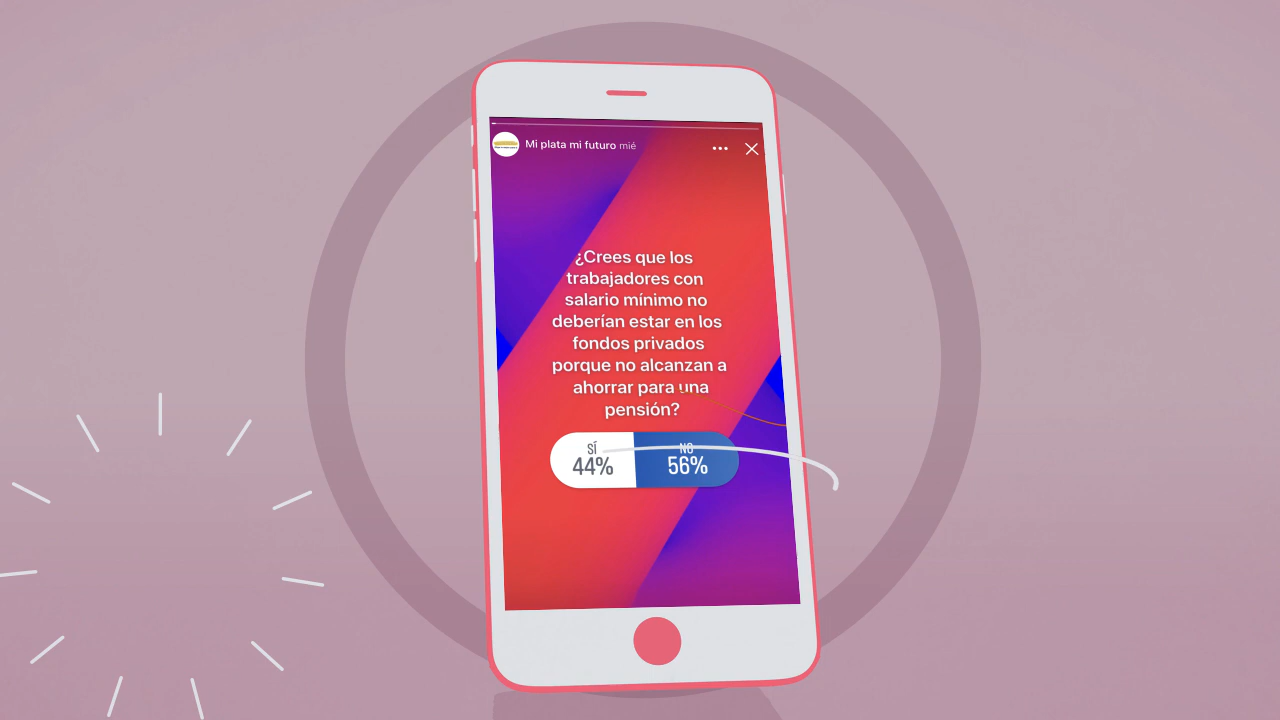 Mi plata mi futuro mié
¿Crees que los
trabajadores con
salario mínimo no
deberían estar en los
fondos privados
porque no alcanzan a
ahorrar para una
pensión?
SÍ NO
44% 56%